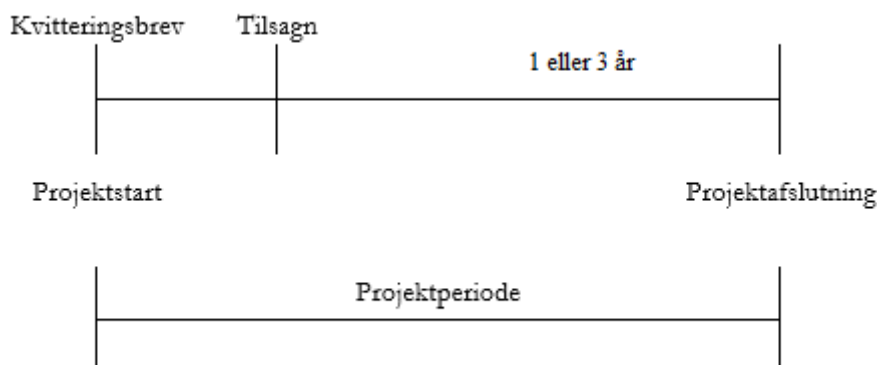 Kvitteringsbrev Tilsagn
1 eller 3 år
Projektstart Projektafslutning
Projektperiode